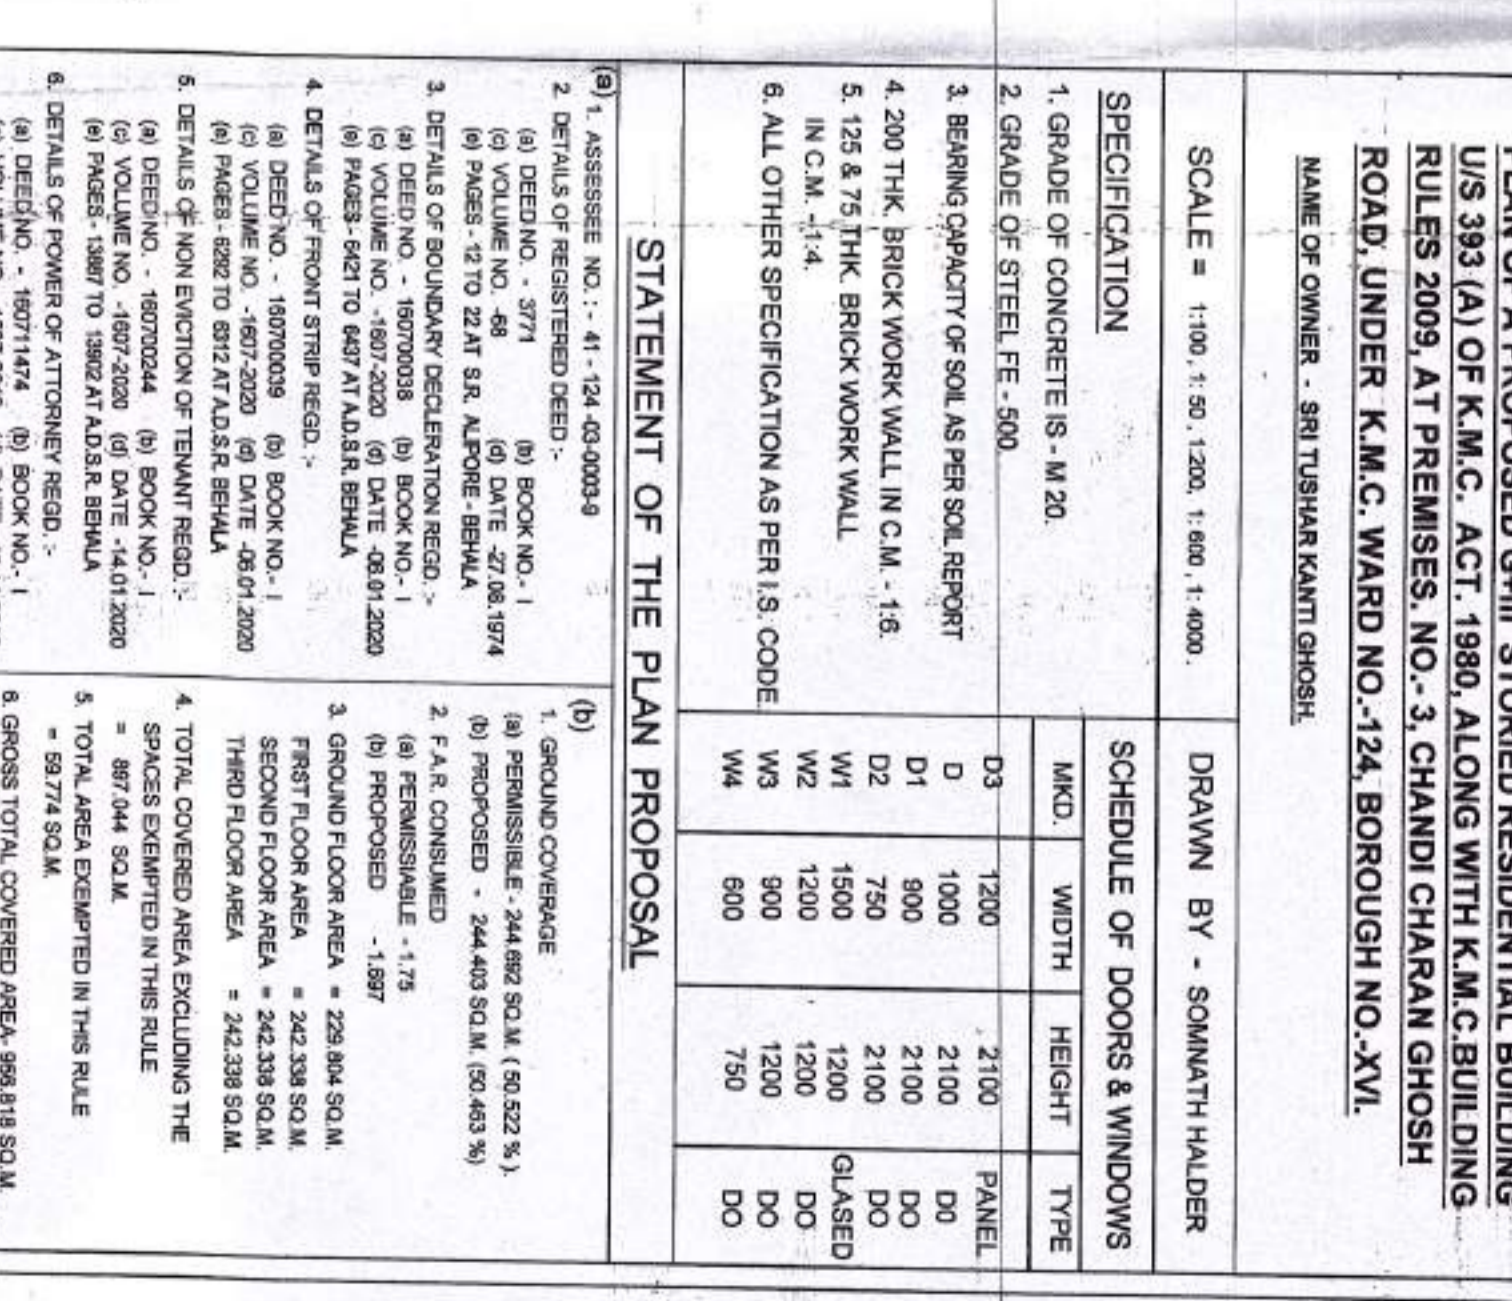 PLAN OF A PROPOSED G+III STORIED RESIDENTIAL BUILDING
U/S 393 (A) OF K.M.C. ACT. 1980, ALONG WITH K.M.C.BUILDING
RULES 2009, AT PREMISES. NO.- 3, CHANDI CHARAN GHOSH
ROAD, UNDER K.M.C. WARD NO.-124, BOROUGH NO.-XVI.
NAME OF OWNER - SRI TUSHAR KANTI GHOSH.
SCALE = 1:100, 1: 50, 1:200, 1: 600, 1: 4000.
DRAWN BY - SOMNATH HALDER
SPECIFICATION
1. GRADE OF CONCRETE IS - M 20.
2. GRADE OF STEEL FE - 500.
3. BEARING CAPACITY OF SOIL AS PER SOIL REPORT
4. 200 THK. BRICK WORK WALL IN C.M. - 1:6.
5. 125 & 75 THK. BRICK WORK WALL
IN C.M. -1:4.
6. ALL OTHER SPECIFICATION AS PER I.S. CODE.
SCHEDULE OF DOORS & WINDOWS
MKD. WIDTH HEIGHT TYPE
D3 1200 2100 PANEL
D 1000 2100 D0
D1 900 2100 DO
D2 750 2100 DO
W1 1500 1200 GLASED
W2 1200 1200 DO
W3 900 1200 DO
W4 600 750 DO
STATEMENT OF THE PLAN PROPOSAL
(a) 1. ASSESSEE NO. : - 41 - 124 -03-0003-9
2. DETAILS OF REGISTERED DEED :-
(a) DEED NO. - 3771 (b) BOOK NO.- I
(c) VOLUME NO. -68 (d) DATE -27.08.1974
(e) PAGES - 12 TO 22 AT S.R. ALIPORE - BEHALA
3. DETAILS OF BOUNDARY DECLERATION REGD. :-
(a) DEED NO. - 160700038 (b) BOOK NO.- I
(c) VOLUME NO. -1607-2020 (d) DATE -06.01.2020
(e) PAGES - 6421 TO 6437 AT A.D.S.R. BEHALA
4. DETAILS OF FRONT STRIP REGD. :-
(a) DEED NO. - 160700039 (b) BOOK NO.- I
(c) VOLUME NO. -1607-2020 (d) DATE -06.01.2020
(e) PAGES - 6292 TO 6312 AT A.D.S.R. BEHALA
5. DETAILS OF NON EVICTION OF TENANT REGD. :-
(a) DEED NO. - 160700244 (b) BOOK NO.- I
(c) VOLUME NO. -1607-2020 (d) DATE -14.01.2020
(e) PAGES - 13887 TO 13902 AT A.D.S.R. BEHALA
6. DETAILS OF POWER OF ATTORNEY REGD. :-
(a) DEED NO. - 160711474 (b) BOOK NO.- I
(b)
1. GROUND COVERAGE
(a) PERMISSIBLE - 244.692 SQ.M. ( 50.522 % ).
(b) PROPOSED - 244.403 SQ.M. (50.463 %)
2. F.A.R. CONSUMED
(a) PERMISSIABLE - 1.75
(b) PROPOSED - 1.697
3. GROUND FLOOR AREA = 229.804 SQ.M.
FIRST FLOOR AREA = 242.338 SQ.M.
SECOND FLOOR AREA = 242.338 SQ.M.
THIRD FLOOR AREA = 242.338 SQ.M.
4. TOTAL COVERED AREA EXCLUDING THE
SPACES EXEMPTED IN THIS RULE
= 897.044 SQ.M.
5. TOTAL AREA EXEMPTED IN THIS RULE
= 59.774 SQ.M.
6. GROSS TOTAL COVERED AREA- 956.818 SQ.M.